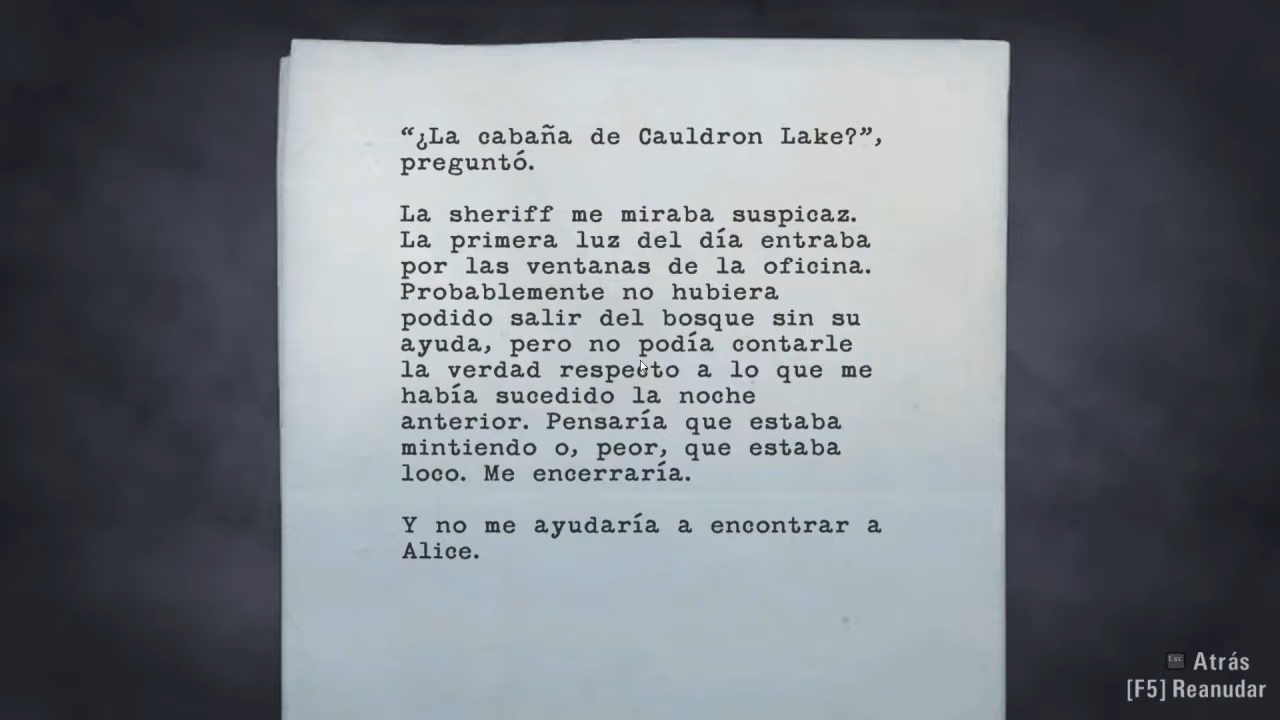 “¿La cabaña de Cauldron Lake?”,
preguntó.
La sheriff me miraba suspicaz.
La primera luz del día entraba
por las ventanas de la oficina.
Probablemente no hubiera
podido salir del bosque sin su
ayuda, pero no podía contarle
la verdad respecto a lo que me
había sucedido la noche
anterior. Pensaría que estaba
mintiendo o, peor, que estaba
loco. Me encerraría.
Y no me ayudaría a encontrar a
Alice.
Esc Atrás
[F5] Reanudar